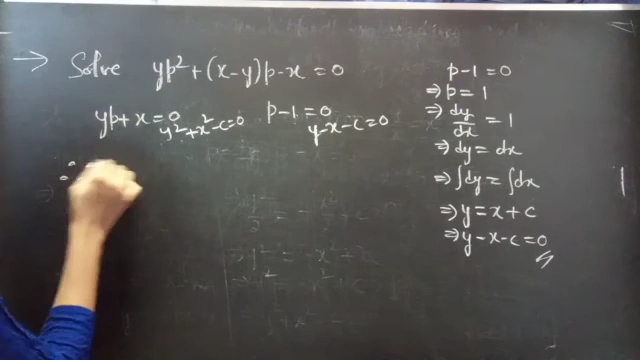 → Solve yp² + (x-y)p - x = 0
yp + x = 0 p - 1 = 0
y² + x² - c = 0 y - x - c = 0
∴
p - 1 = 0
⇒ p = 1
⇒ dy/dx = 1
⇒ dy = dx
⇒ ∫dy = ∫dx
⇒ y = x + c
⇒ y - x - c = 0